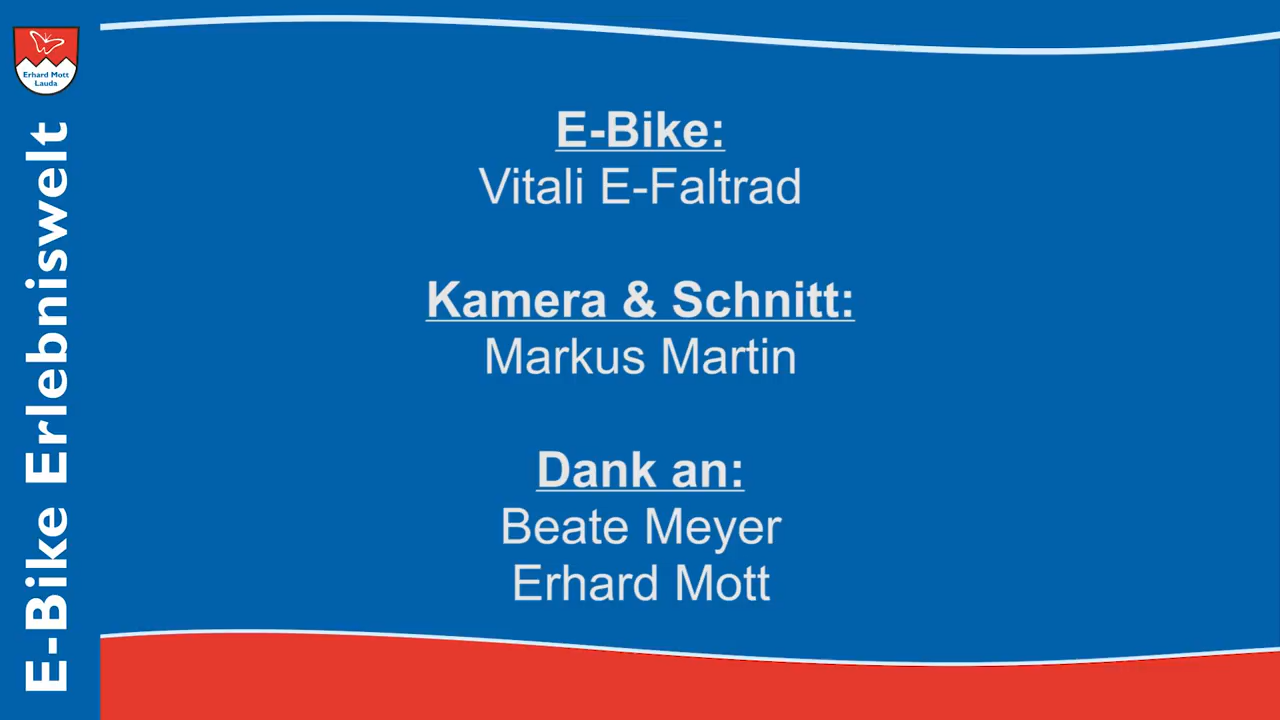 Erhard Mott
Lauda
E-Bike Erlebniswelt
E-Bike:
Vitali E-Faltrad
Kamera & Schnitt:
Markus Martin
Dank an:
Beate Meyer
Erhard Mott